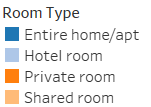 Room Type
Entire home/apt
Hotel room
Private room
Shared room